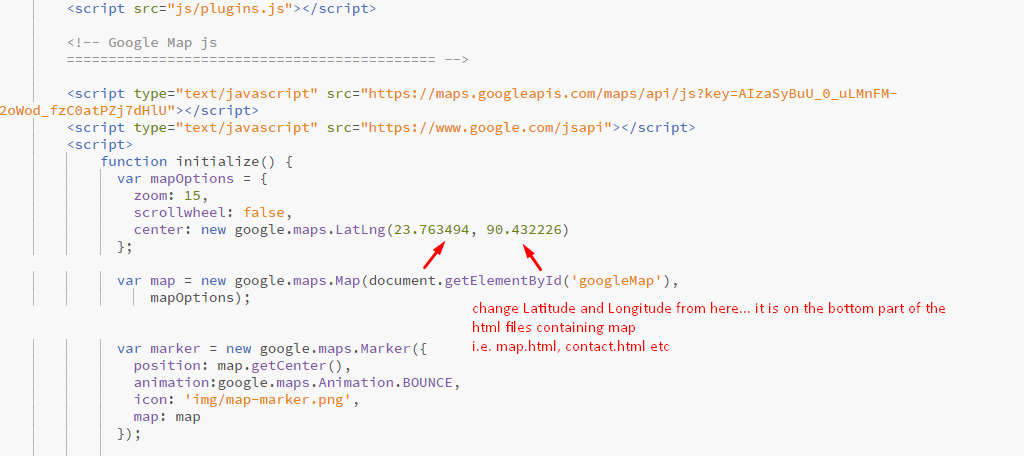 <script src="js/plugins.js"></script>
<!-- Google Map js
============================================ -->
<script type="text/javascript" src="https://maps.googleapis.com/maps/api/js?key=AIzaSyBuU_0_uLMnFM-
2oWod_fzC0atPZj7dHlU"></script>
<script type="text/javascript" src="https://www.google.com/jsapi"></script>
<script>
function initialize() {
var mapOptions = {
zoom: 15,
scrollwheel: false,
center: new google.maps.LatLng(23.763494, 90.432226)
};
var map = new google.maps.Map(document.getElementById('googleMap'),
mapOptions);
change Latitude and Longitude from here... it is on the bottom part of the
html files containing map
i.e. map.html, contact.html etc
var marker = new google.maps.Marker({
position: map.getCenter(),
animation:google.maps.Animation.BOUNCE,
icon: 'img/map-marker.png',
map: map
});